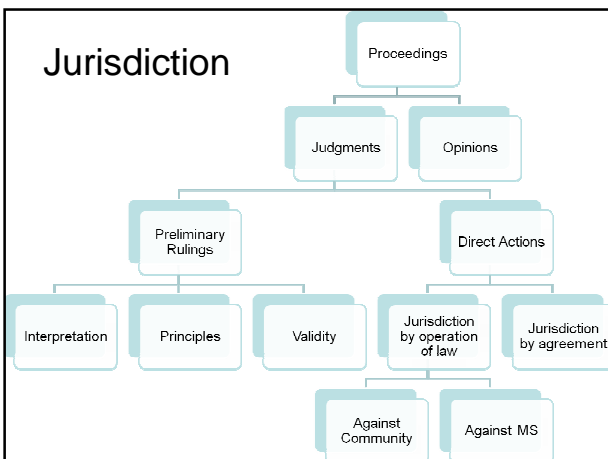 Jurisdiction
Proceedings
Judgments
Opinions
Preliminary
Rulings
Direct Actions
Interpretation
Principles
Validity
Jurisdiction
by operation
of law
Jurisdiction
by agreement
Against
Community
Against MS